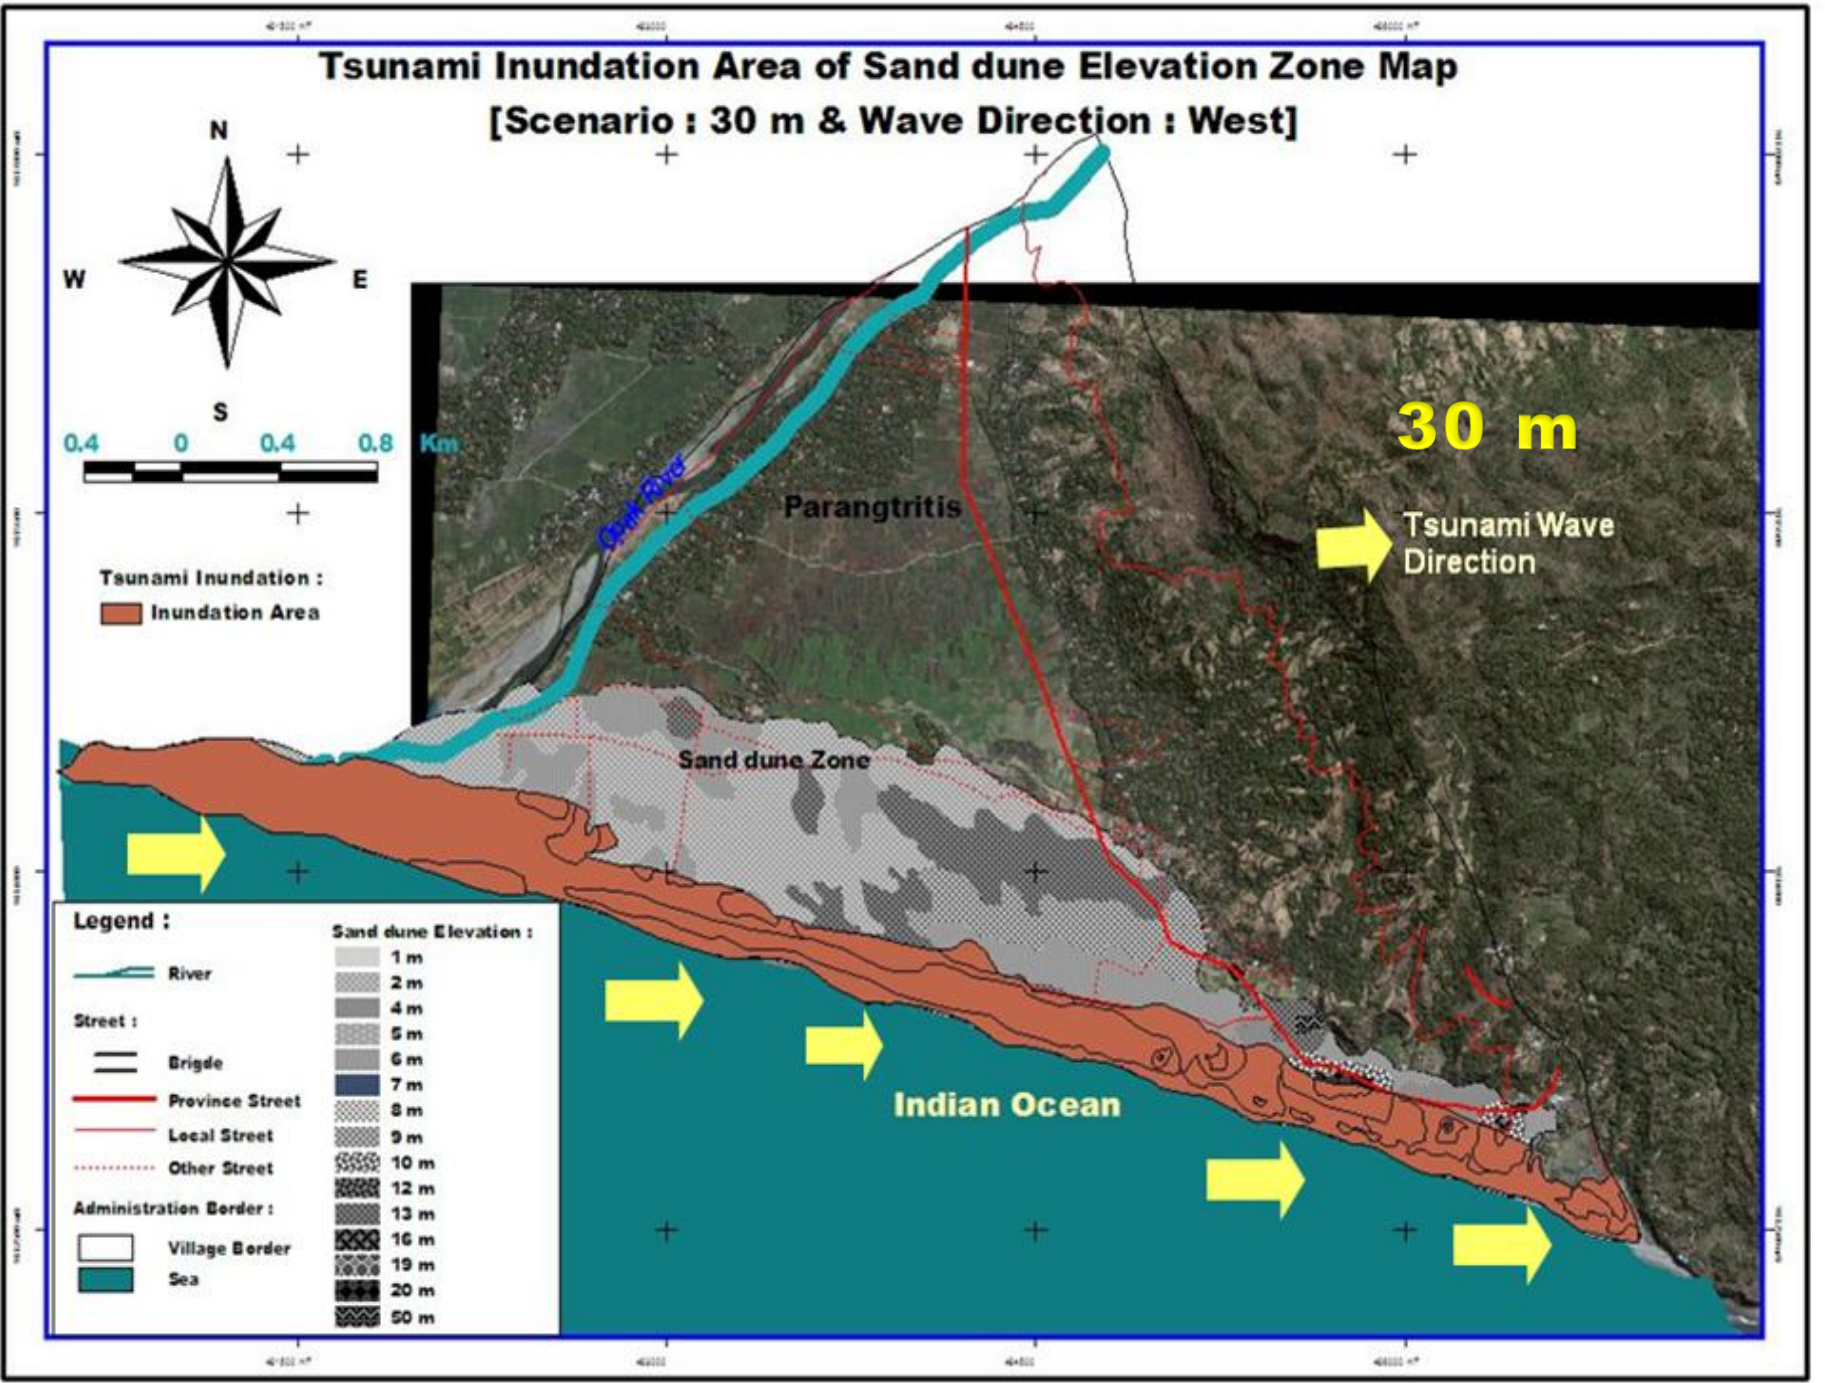 Tsunami Inundation Area of Sand dune Elevation Zone Map
[Scenario : 30 m & Wave Direction : West]
N
W
E
S
0.4 0 0.4 0.8 Km
30 m
Opak River
Parangtritis
Tsunami Wave
Direction
Tsunami Inundation :
Inundation Area
Sand dune Zone
Indian Ocean
Legend :
River
Street :
Brigde
Province Street
Local Street
Other Street
Administration Border :
Village Border
Sea
Sand dune Elevation :
1 m
2 m
4 m
5 m
6 m
7 m
8 m
9 m
10 m
12 m
13 m
16 m
19 m
20 m
50 m